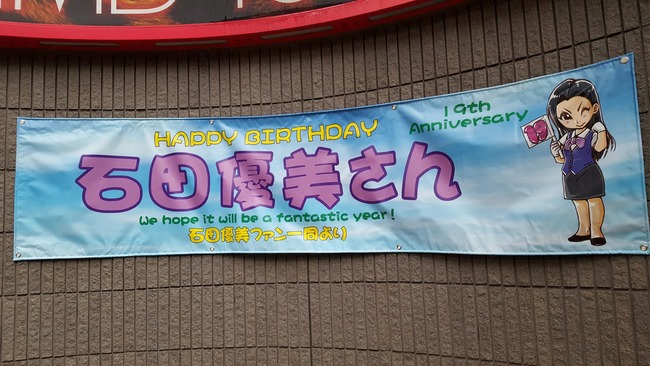 HAPPY BIRTHDAY
19th
Anniversary
石田優美さん
We hope it will be a fantastic year!
石田優美ファン一同より